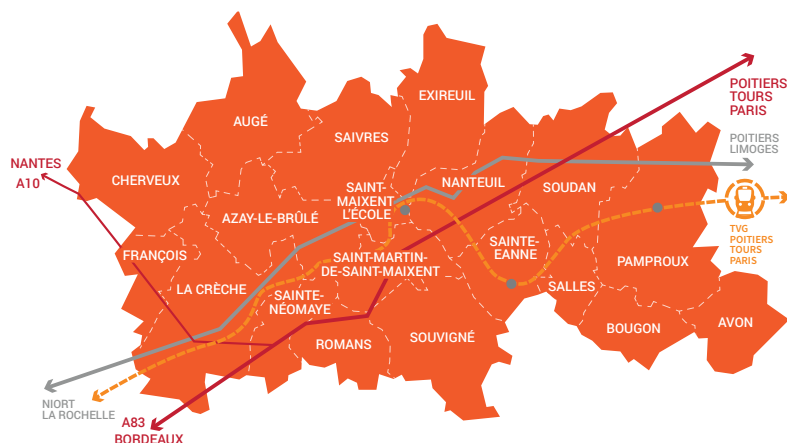 EXIREUIL
POITIERS
TOURS
PARIS
AUGÉ
SAIVRES
POITIERS
LIMOGES
NANTES
A10
CHERVEUX
SAINT-
MAIXENT
L'ÉCOLE
NANTEUIL
SOUDAN
AZAY-LE-BRÛLÉ
TVG
POITIERS
TOURS
PARIS
FRANÇOIS
SAINT-MARTIN-
DE-SAINT-MAIXENT
SAINTE-
EANNE
PAMPROUX
LA CRÈCHE
SAINTE-
NÉOMAYE
SALLES
ROMANS
SOUVIGNÉ
BOUGON
AVON
NIORT
LA ROCHELLE
A83
BORDEAUX